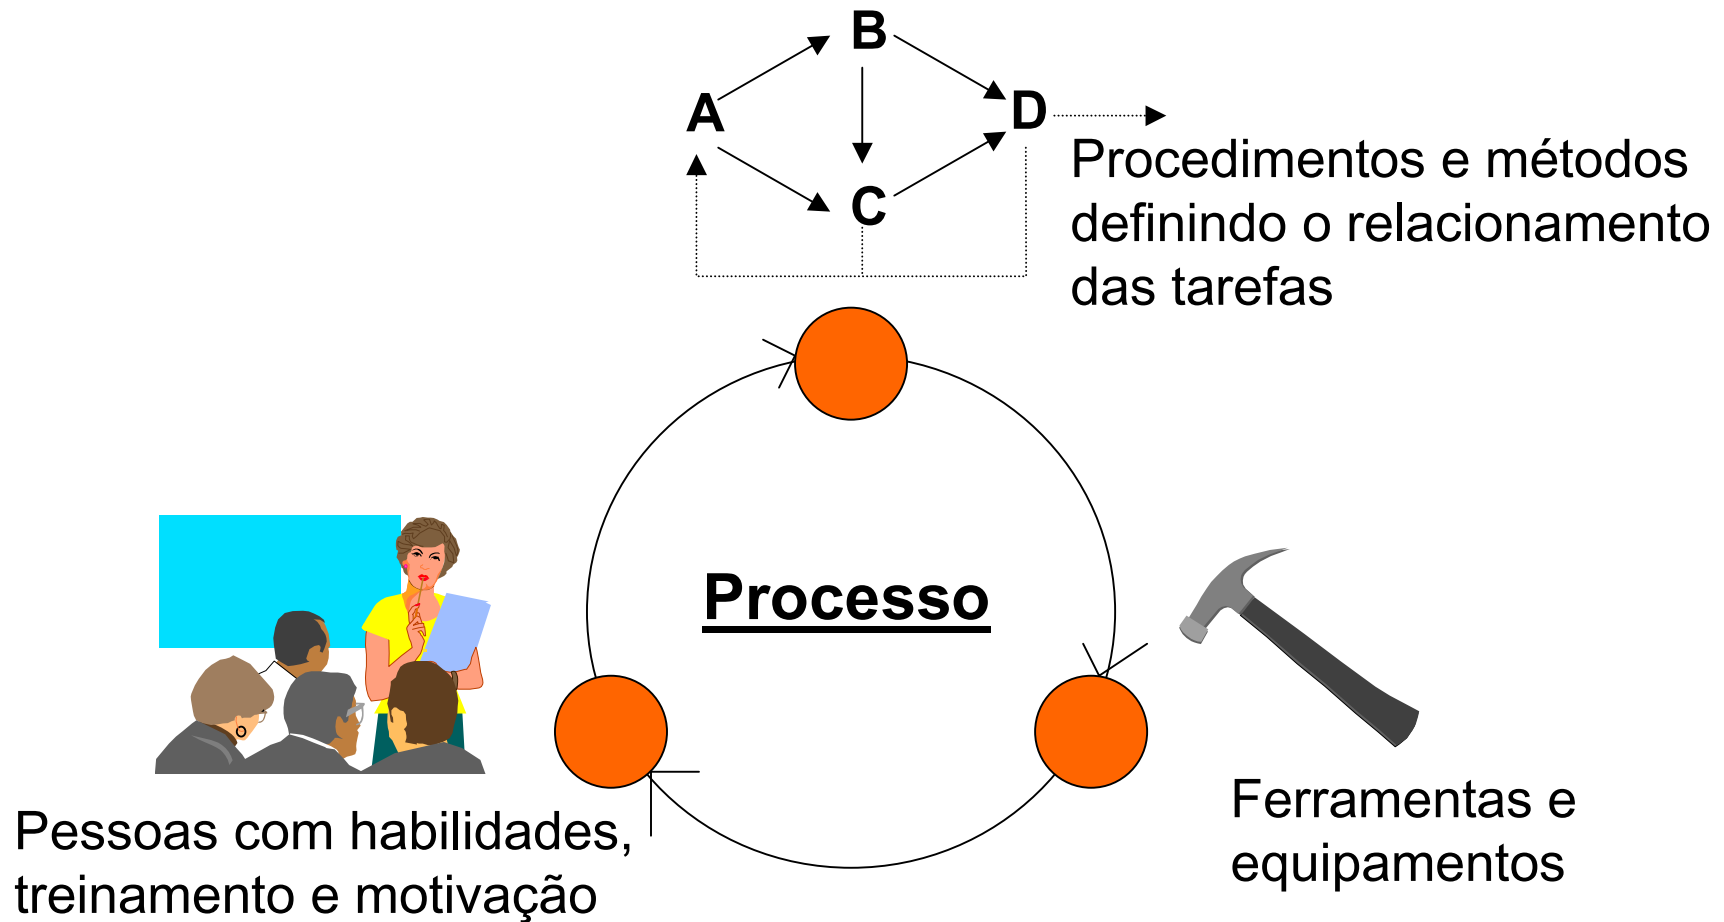 B
A
D
C
Procedimentos e métodos
definindo o relacionamento
das tarefas
Processo
Pessoas com habilidades,
treinamento e motivação
Ferramentas e
equipamentos